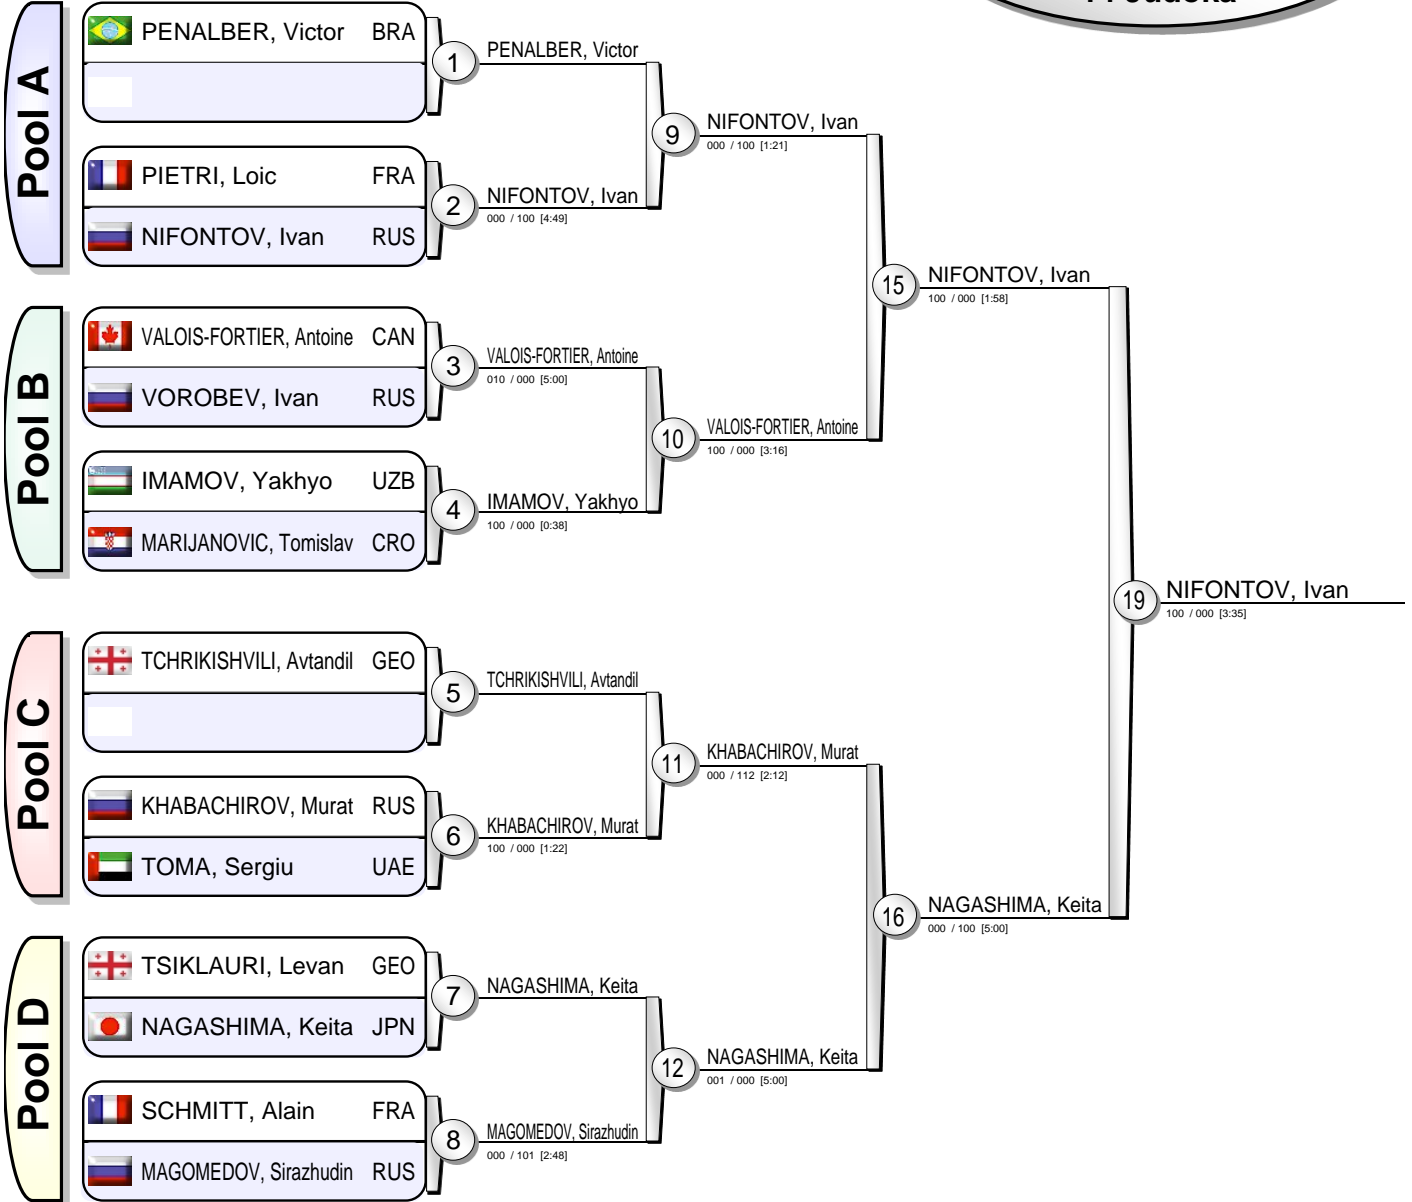 Pool A
PENALBER, Victor BRA
1
PENALBER, Victor
PIETRI, Loic FRA
NIFONTOV, Ivan RUS
2
NIFONTOV, Ivan
000 / 100 [4:49]
9
NIFONTOV, Ivan
000 / 100 [1:21]
Pool B
VALOIS-FORTIER, Antoine CAN
VOROBEV, Ivan RUS
3
VALOIS-FORTIER, Antoine
010 / 000 [5:00]
IMAMOV, Yakhyo UZB
MARIJANOVIC, Tomislav CRO
4
IMAMOV, Yakhyo
100 / 000 [0:38]
10
VALOIS-FORTIER, Antoine
100 / 000 [3:16]
15
NIFONTOV, Ivan
100 / 000 [1:58]
Pool C
TCHRIKISHVILI, Avtandil GEO
5
TCHRIKISHVILI, Avtandil
KHABACHIROV, Murat RUS
TOMA, Sergiu UAE
6
KHABACHIROV, Murat
100 / 000 [1:22]
11
KHABACHIROV, Murat
000 / 112 [2:12]
Pool D
TSIKLAURI, Levan GEO
NAGASHIMA, Keita JPN
7
NAGASHIMA, Keita
SCHMITT, Alain FRA
MAGOMEDOV, Sirazhudin RUS
8
MAGOMEDOV, Sirazhudin
000 / 101 [2:48]
12
NAGASHIMA, Keita
001 / 000 [5:00]
16
NAGASHIMA, Keita
000 / 100 [5:00]
19
NIFONTOV, Ivan
100 / 000 [3:35]